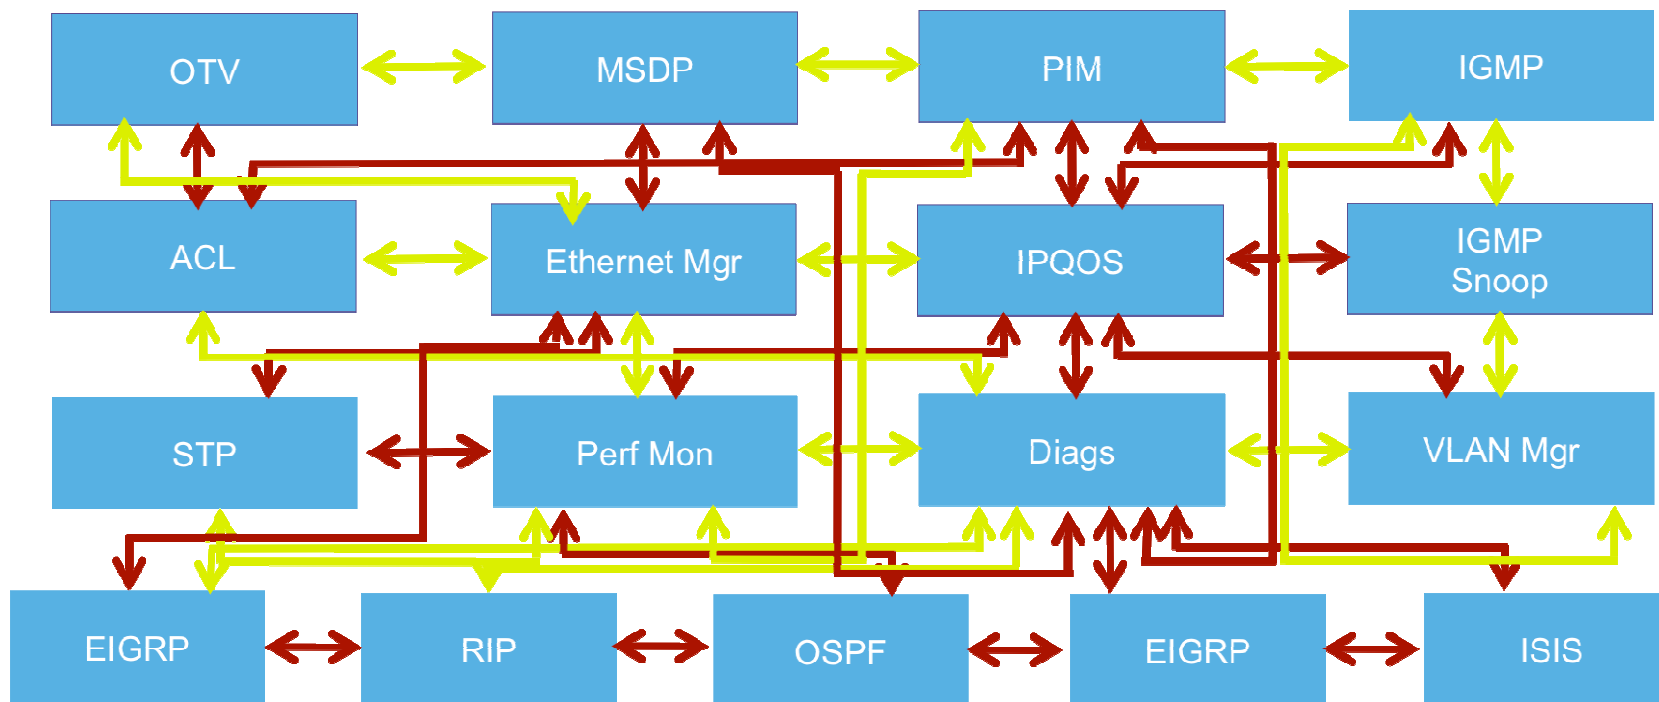 OTV
MSDP
PIM
IGMP
ACL
Ethernet Mgr
IPQOS
IGMP
Snoop
STP
Perf Mon
Diags
VLAN Mgr
EIGRP
RIP
OSPF
EIGRP
ISIS